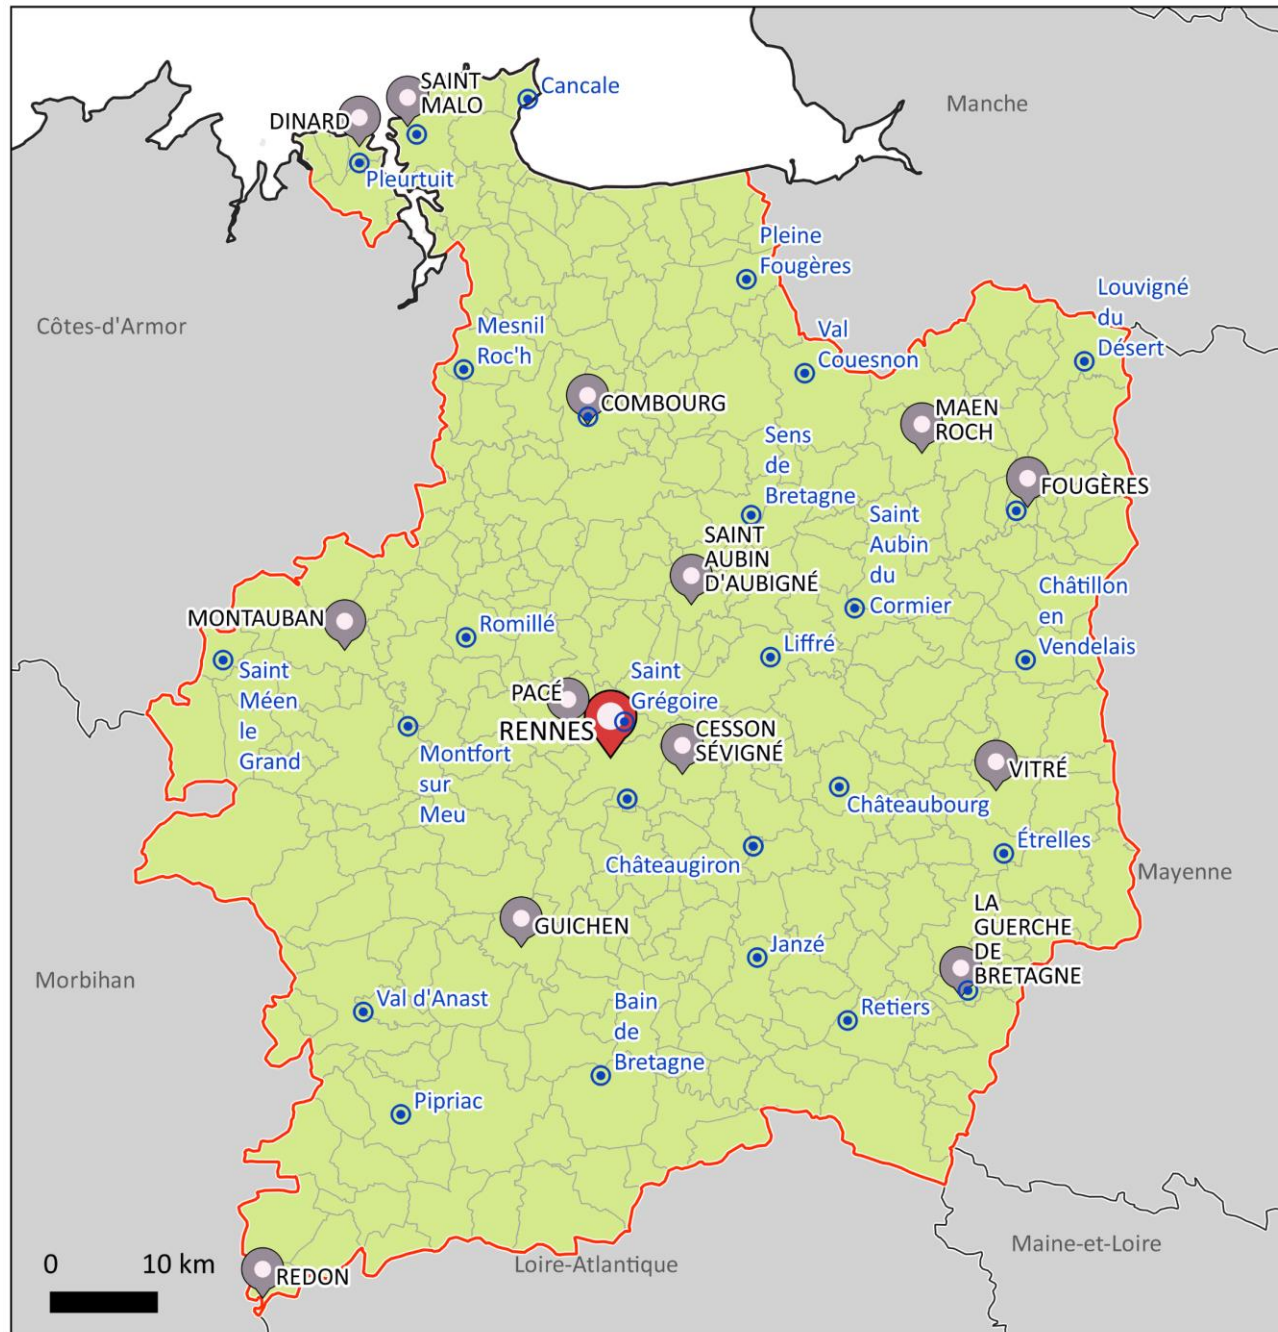 SAINT
MALO
Cancale
Manche
DINARD
Pleurtuit
Pleine
Fougères
Louvigné
du
Désert
Côtes-d'Armor
Mesnil
Roc'h
Val
Couesnon
COMBOURG
MAEN
ROCH
Sens
de
Bretagne
FOUGÈRES
Saint
Aubin
du
Cormier
SAINT
AUBIN
D'AUBIGNÉ
Châtillon
en
Vendelais
MONTAUBAN
Romillé
Liffré
Saint
Méen
le
Grand
Saint
Grégoire
PACÉ
RENNES
CESSON
SÉVIGNÉ
Montfort
sur
Meu
VITRÉ
Châteaubourg
Étrelles
Châteaugiron
Mayenne
GUICHEN
LA
GUERCHE
DE
BRETAGNE
Janzé
Morbihan
Val d'Anast
Bain
de
Bretagne
Retiers
Pipriac
Maine-et-Loire
Loire-Atlantique
0 10 km
REDON